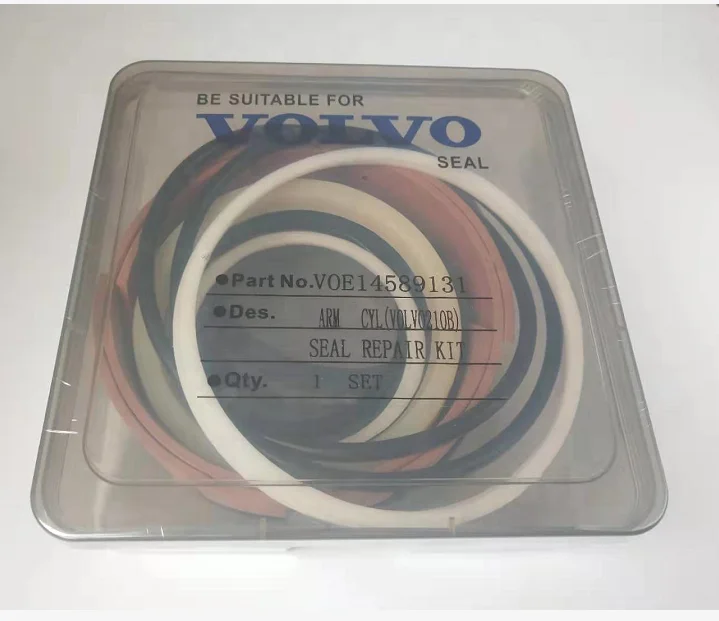 BE SUITABLE FOR
VOLVO
SEAL
●Part No.VOE14589131
●Des. ARM CYL(VOLVO210B)
SEAL REPAIR KIT
●Qty. 1 SET